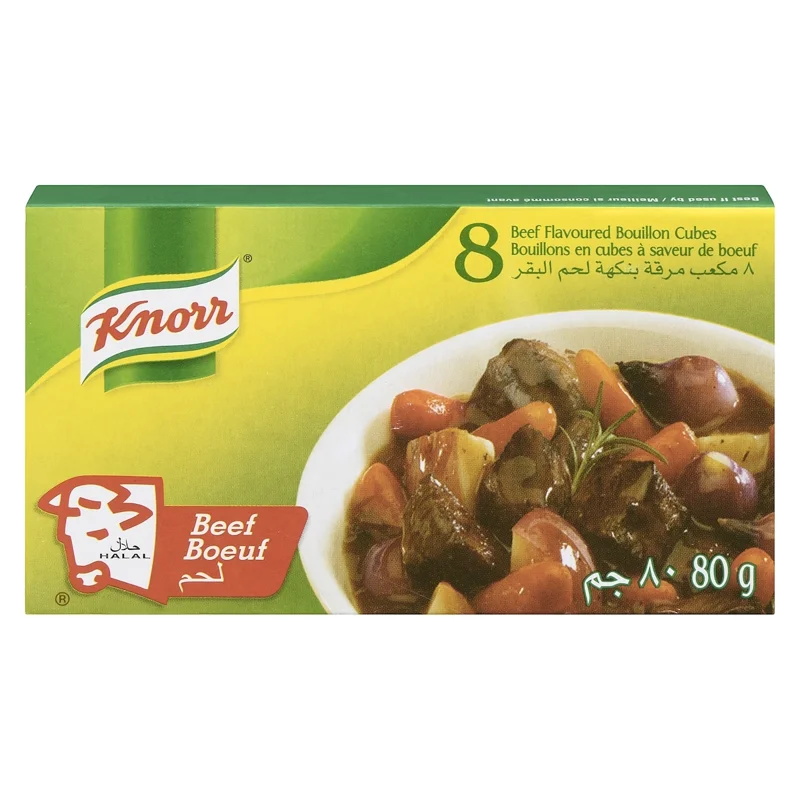 Best if used by / Meilleur si consommé avant
Knorr®
8
Beef Flavoured Bouillon Cubes
Bouillons en cubes à saveur de boeuf
٨ مكعب مرقة بنكهة لحم البقر
حلال
HALAL
Beef
Boeuf
لحم
®
٨٠ جم 80 g